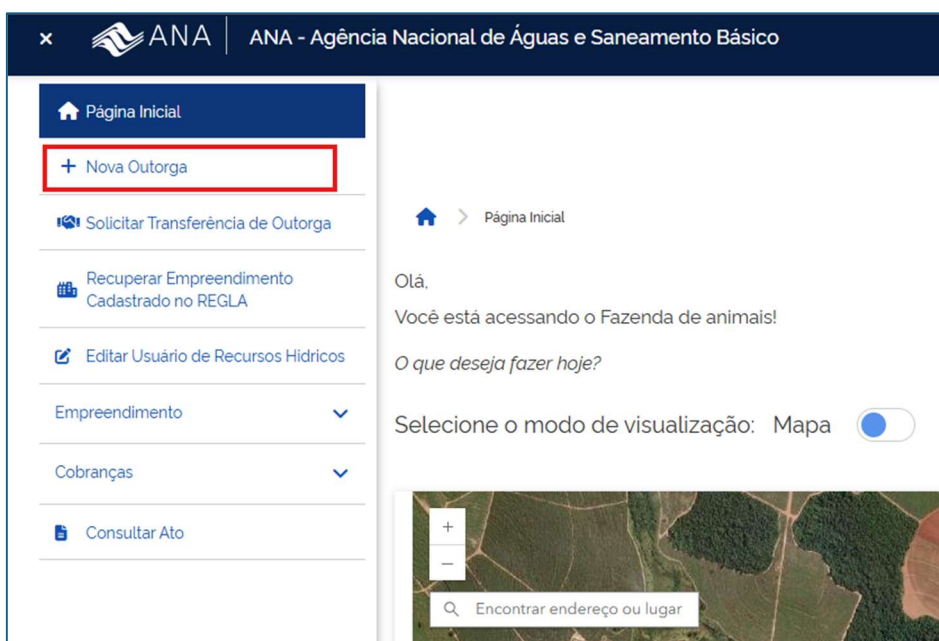 ANA
ANA - Agência Nacional de Águas e Saneamento Básico
Página Inicial
Nova Outorga
Solicitar Transferência de Outorga
Recuperar Empreendimento
Cadastrado no REGLA
Editar Usuário de Recursos Hidricos
Empreendimento
Cobranças
Consultar Ato
Página Inicial
Olá,
Você está acessando o Fazenda de animais!
O que deseja fazer hoje?
Selecione o modo de visualização: Mapa
Encontrar endereço ou lugar